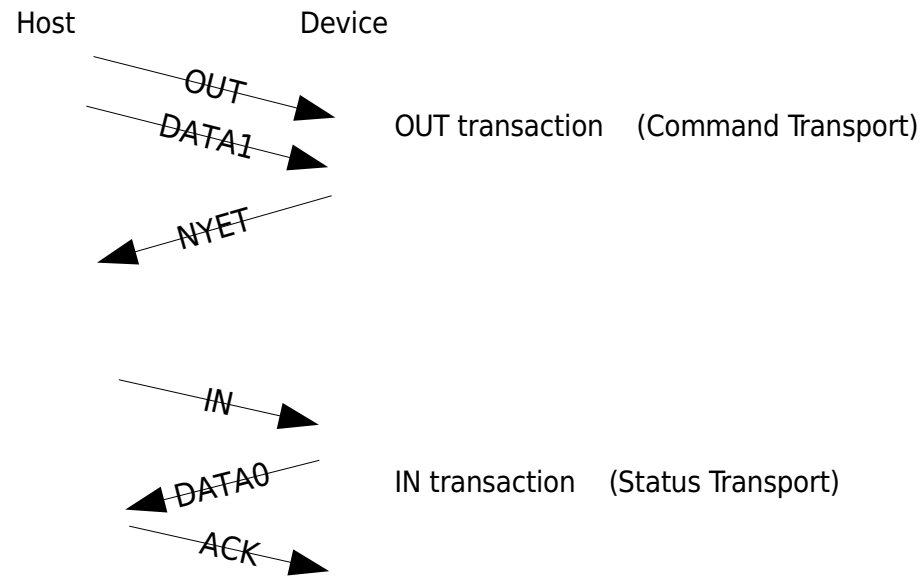 Host Device
OUT
DATA1
OUT transaction (Command Transport)
NYET
IN
DATA0
IN transaction (Status Transport)
ACK